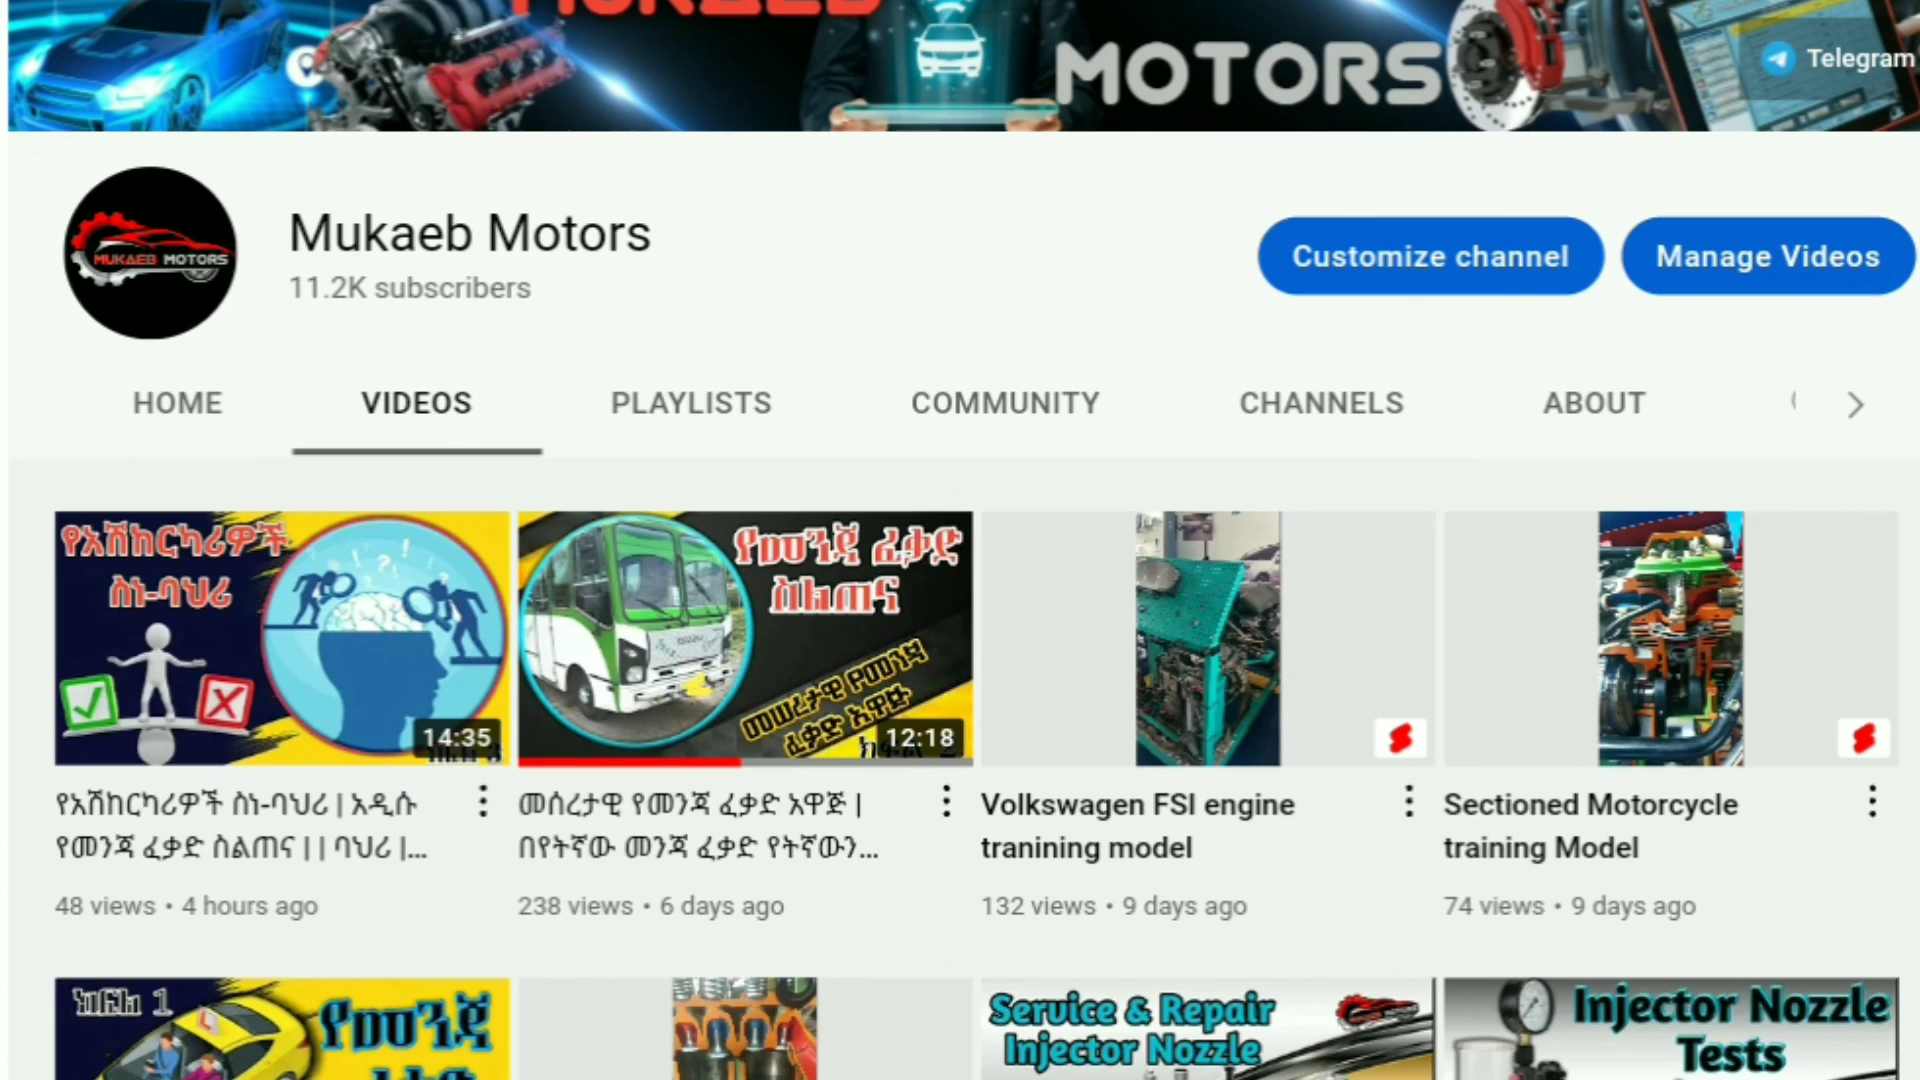 MUKAEB
MOTORS
Telegram
MUKAEB MOTORS
Mukaeb Motors
11.2K subscribers
Customize channel
Manage Videos
HOME
VIDEOS
PLAYLISTS
COMMUNITY
CHANNELS
ABOUT
የአሽከርካሪዎች
ስነ-ባህሪ
14:35
የመንጃ ፈቃድ
ስልጠና
መሠረታዊ የመንጃ
ፈቃድ አዋጅ
12:18
የአሽከርካሪዎች ስነ-ባህሪ | አዲሱ
የመንጃ ፈቃድ ስልጠና | | ባህሪ |...
48 views • 4 hours ago
መሰረታዊ የመንጃ ፈቃድ አዋጅ |
በየትኛው መንጃ ፈቃድ የትኛውን...
238 views • 6 days ago
Volkswagen FSI engine
tranining model
132 views • 9 days ago
Sectioned Motorcycle
training Model
74 views • 9 days ago
ክፍል 1
የመንጃ
Service & Repair
Injector Nozzle
Injector Nozzle
Tests